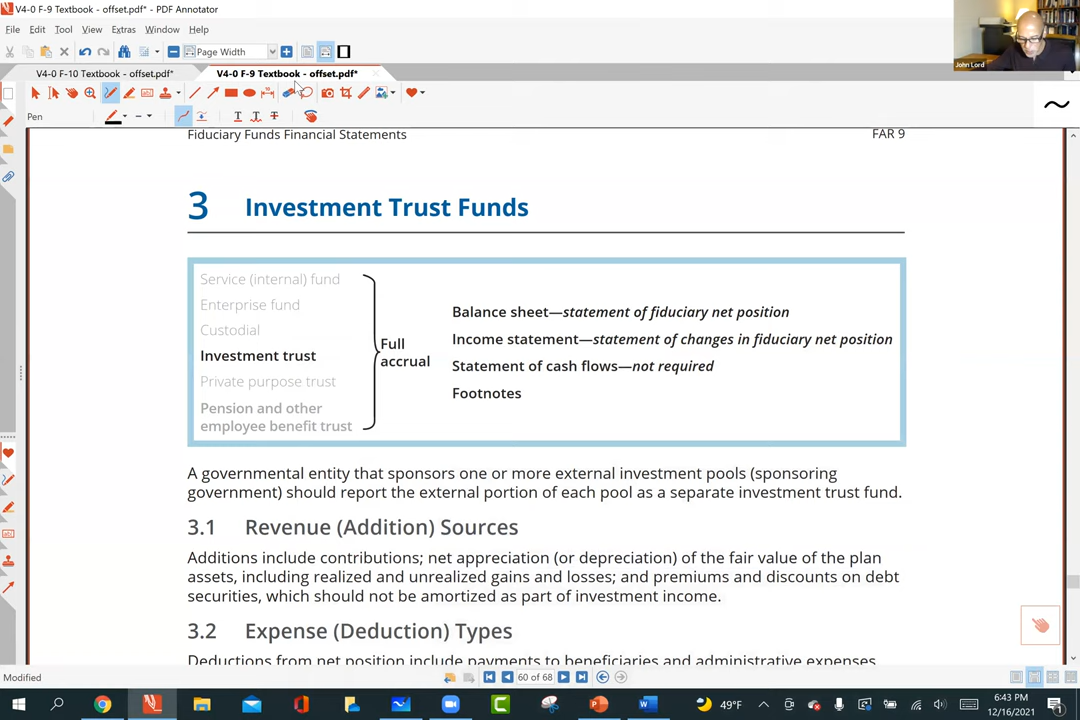 V4-0 F-9 Textbook - offset.pdf* - PDF Annotator
File Edit Tool View Extras Window Help
Page Width
V4-0 F-10 Textbook - offset.pdf*
V4-0 F-9 Textbook - offset.pdf*
Pen
John Lord
Fiduciary Funds Financial Statements FAR 9
3 Investment Trust Funds
Service (internal) fund
Enterprise fund
Custodial
Investment trust
Private purpose trust
Pension and other
employee benefit trust
Full
accrual
Balance sheet—statement of fiduciary net position
Income statement—statement of changes in fiduciary net position
Statement of cash flows—not required
Footnotes
A governmental entity that sponsors one or more external investment pools (sponsoring
government) should report the external portion of each pool as a separate investment trust fund.
3.1 Revenue (Addition) Sources
Additions include contributions; net appreciation (or depreciation) of the fair value of the plan
assets, including realized and unrealized gains and losses; and premiums and discounts on debt
securities, which should not be amortized as part of investment income.
3.2 Expense (Deduction) Types
Deductions from net position include payments to beneficiaries and administrative expenses
Modified
60 of 68
49°F
6:43 PM
12/16/2021